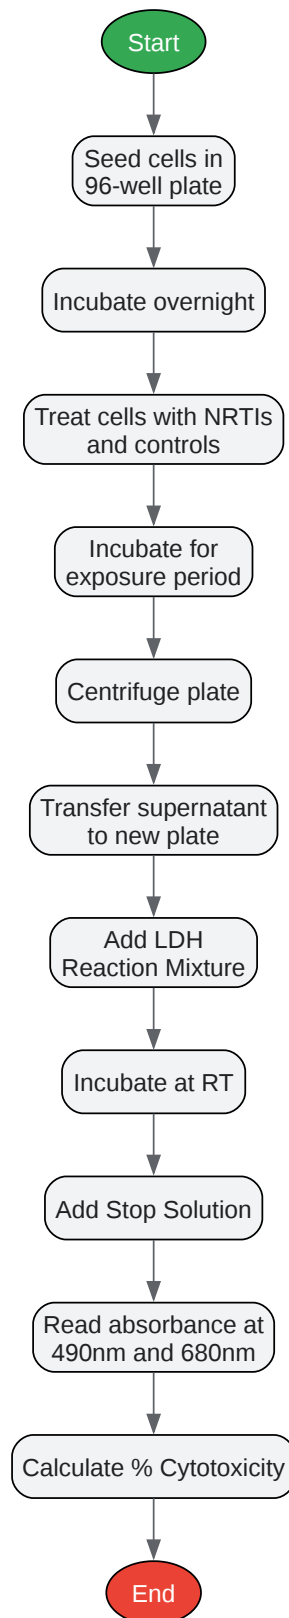 Start
Seed cells in
96-well plate
Incubate overnight
Treat cells with NRTIs
and controls
Incubate for
exposure period
Centrifuge plate
Transfer supernatant
to new plate
Add LDH
Reaction Mixture
Incubate at RT
Add Stop Solution
Read absorbance at
490nm and 680nm
Calculate % Cytotoxicity
End